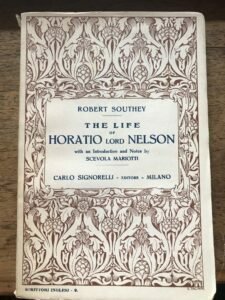 ROBERT SOUTHEY
THE LIFE
OF
HORATIO LORD NELSON
with an Introduction and Notes by
SCEVOLA MARIOTTI
CARLO SIGNORELLI - EDITORE - MILANO
SCRITTORI INGLESI - 9.